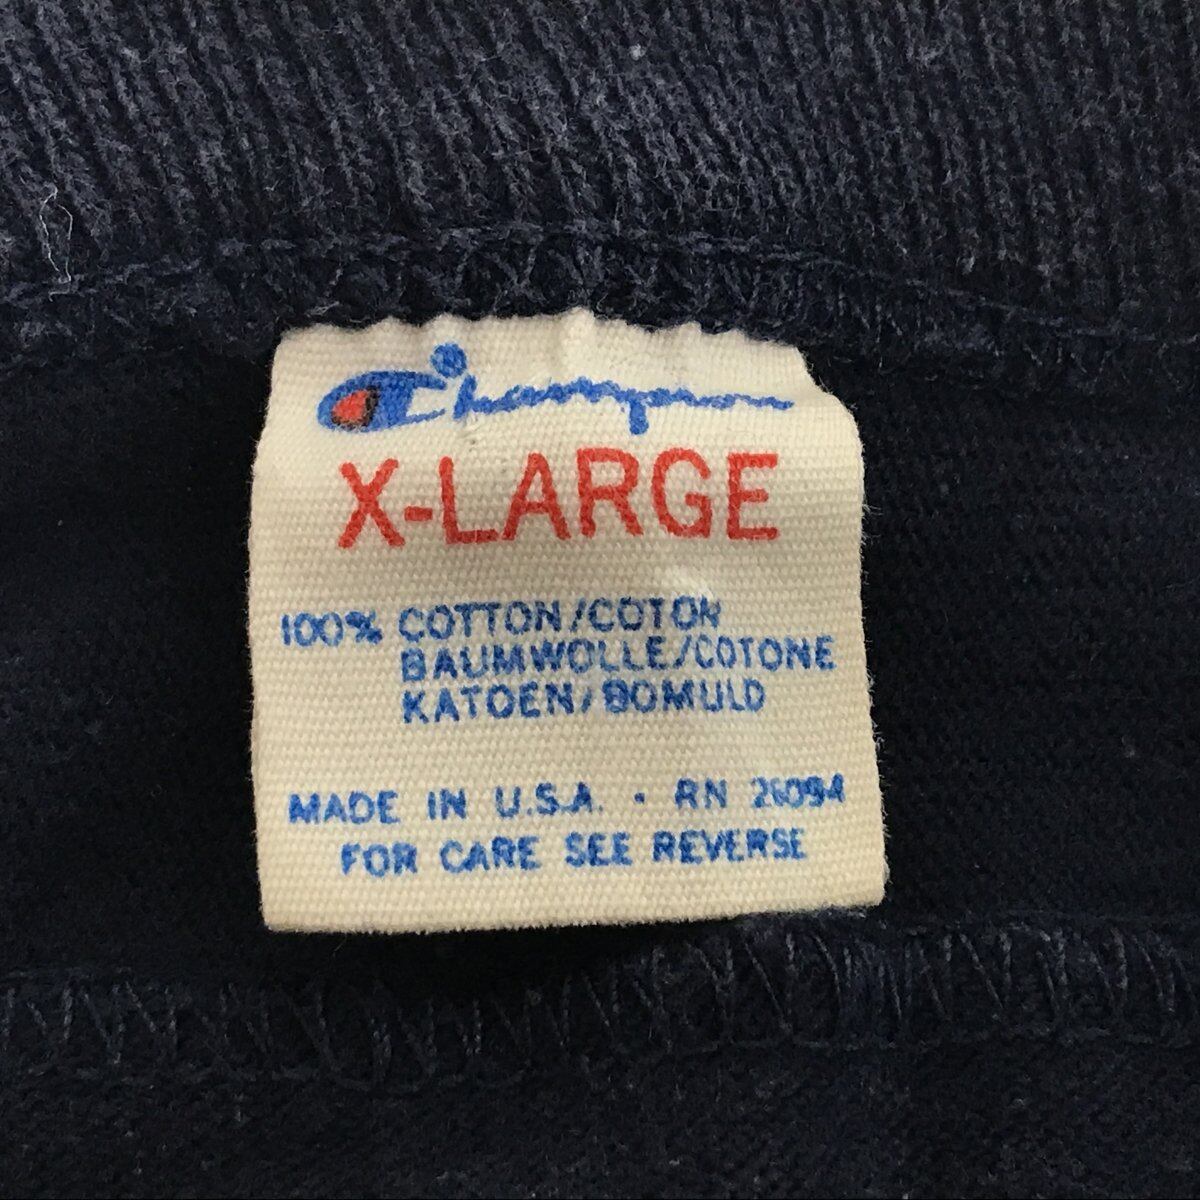 Champion
X-LARGE
100% COTTON/COTON
BAUMWOLLE/COTONE
KATOEN/BOMULD
MADE IN U.S.A. · RN 26094
FOR CARE SEE REVERSE